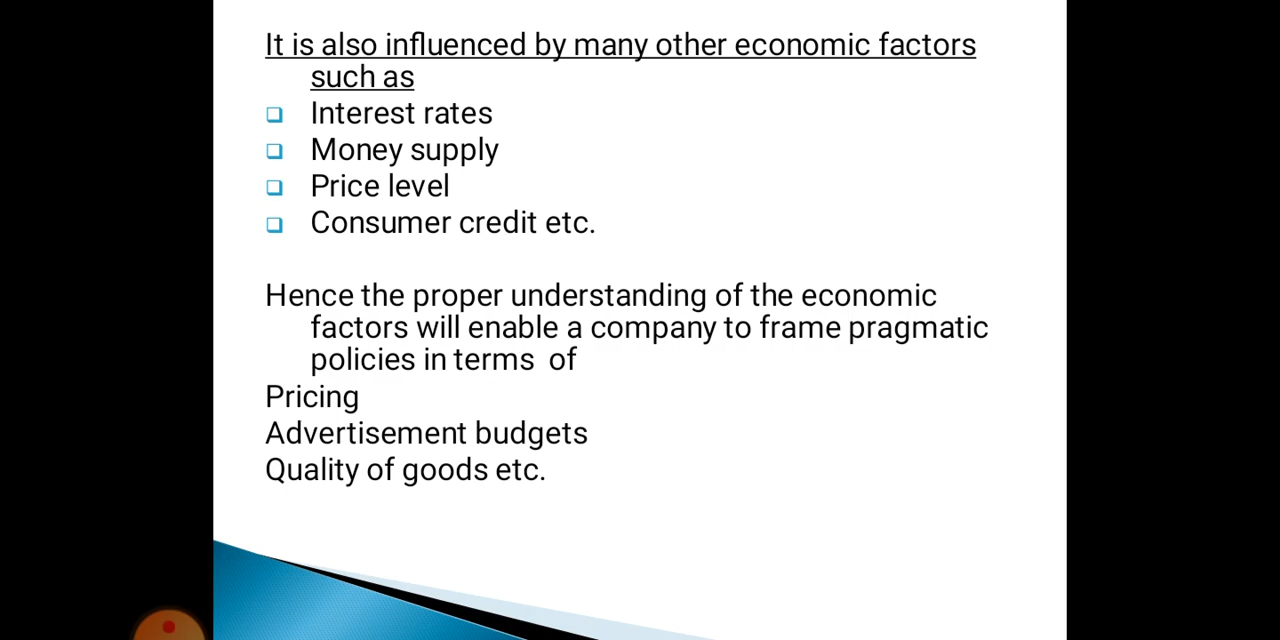 It is also influenced by many other economic factors
such as
❑ Interest rates
❑ Money supply
❑ Price level
❑ Consumer credit etc.
Hence the proper understanding of the economic
factors will enable a company to frame pragmatic
policies in terms  of
Pricing
Advertisement budgets
Quality of goods etc.